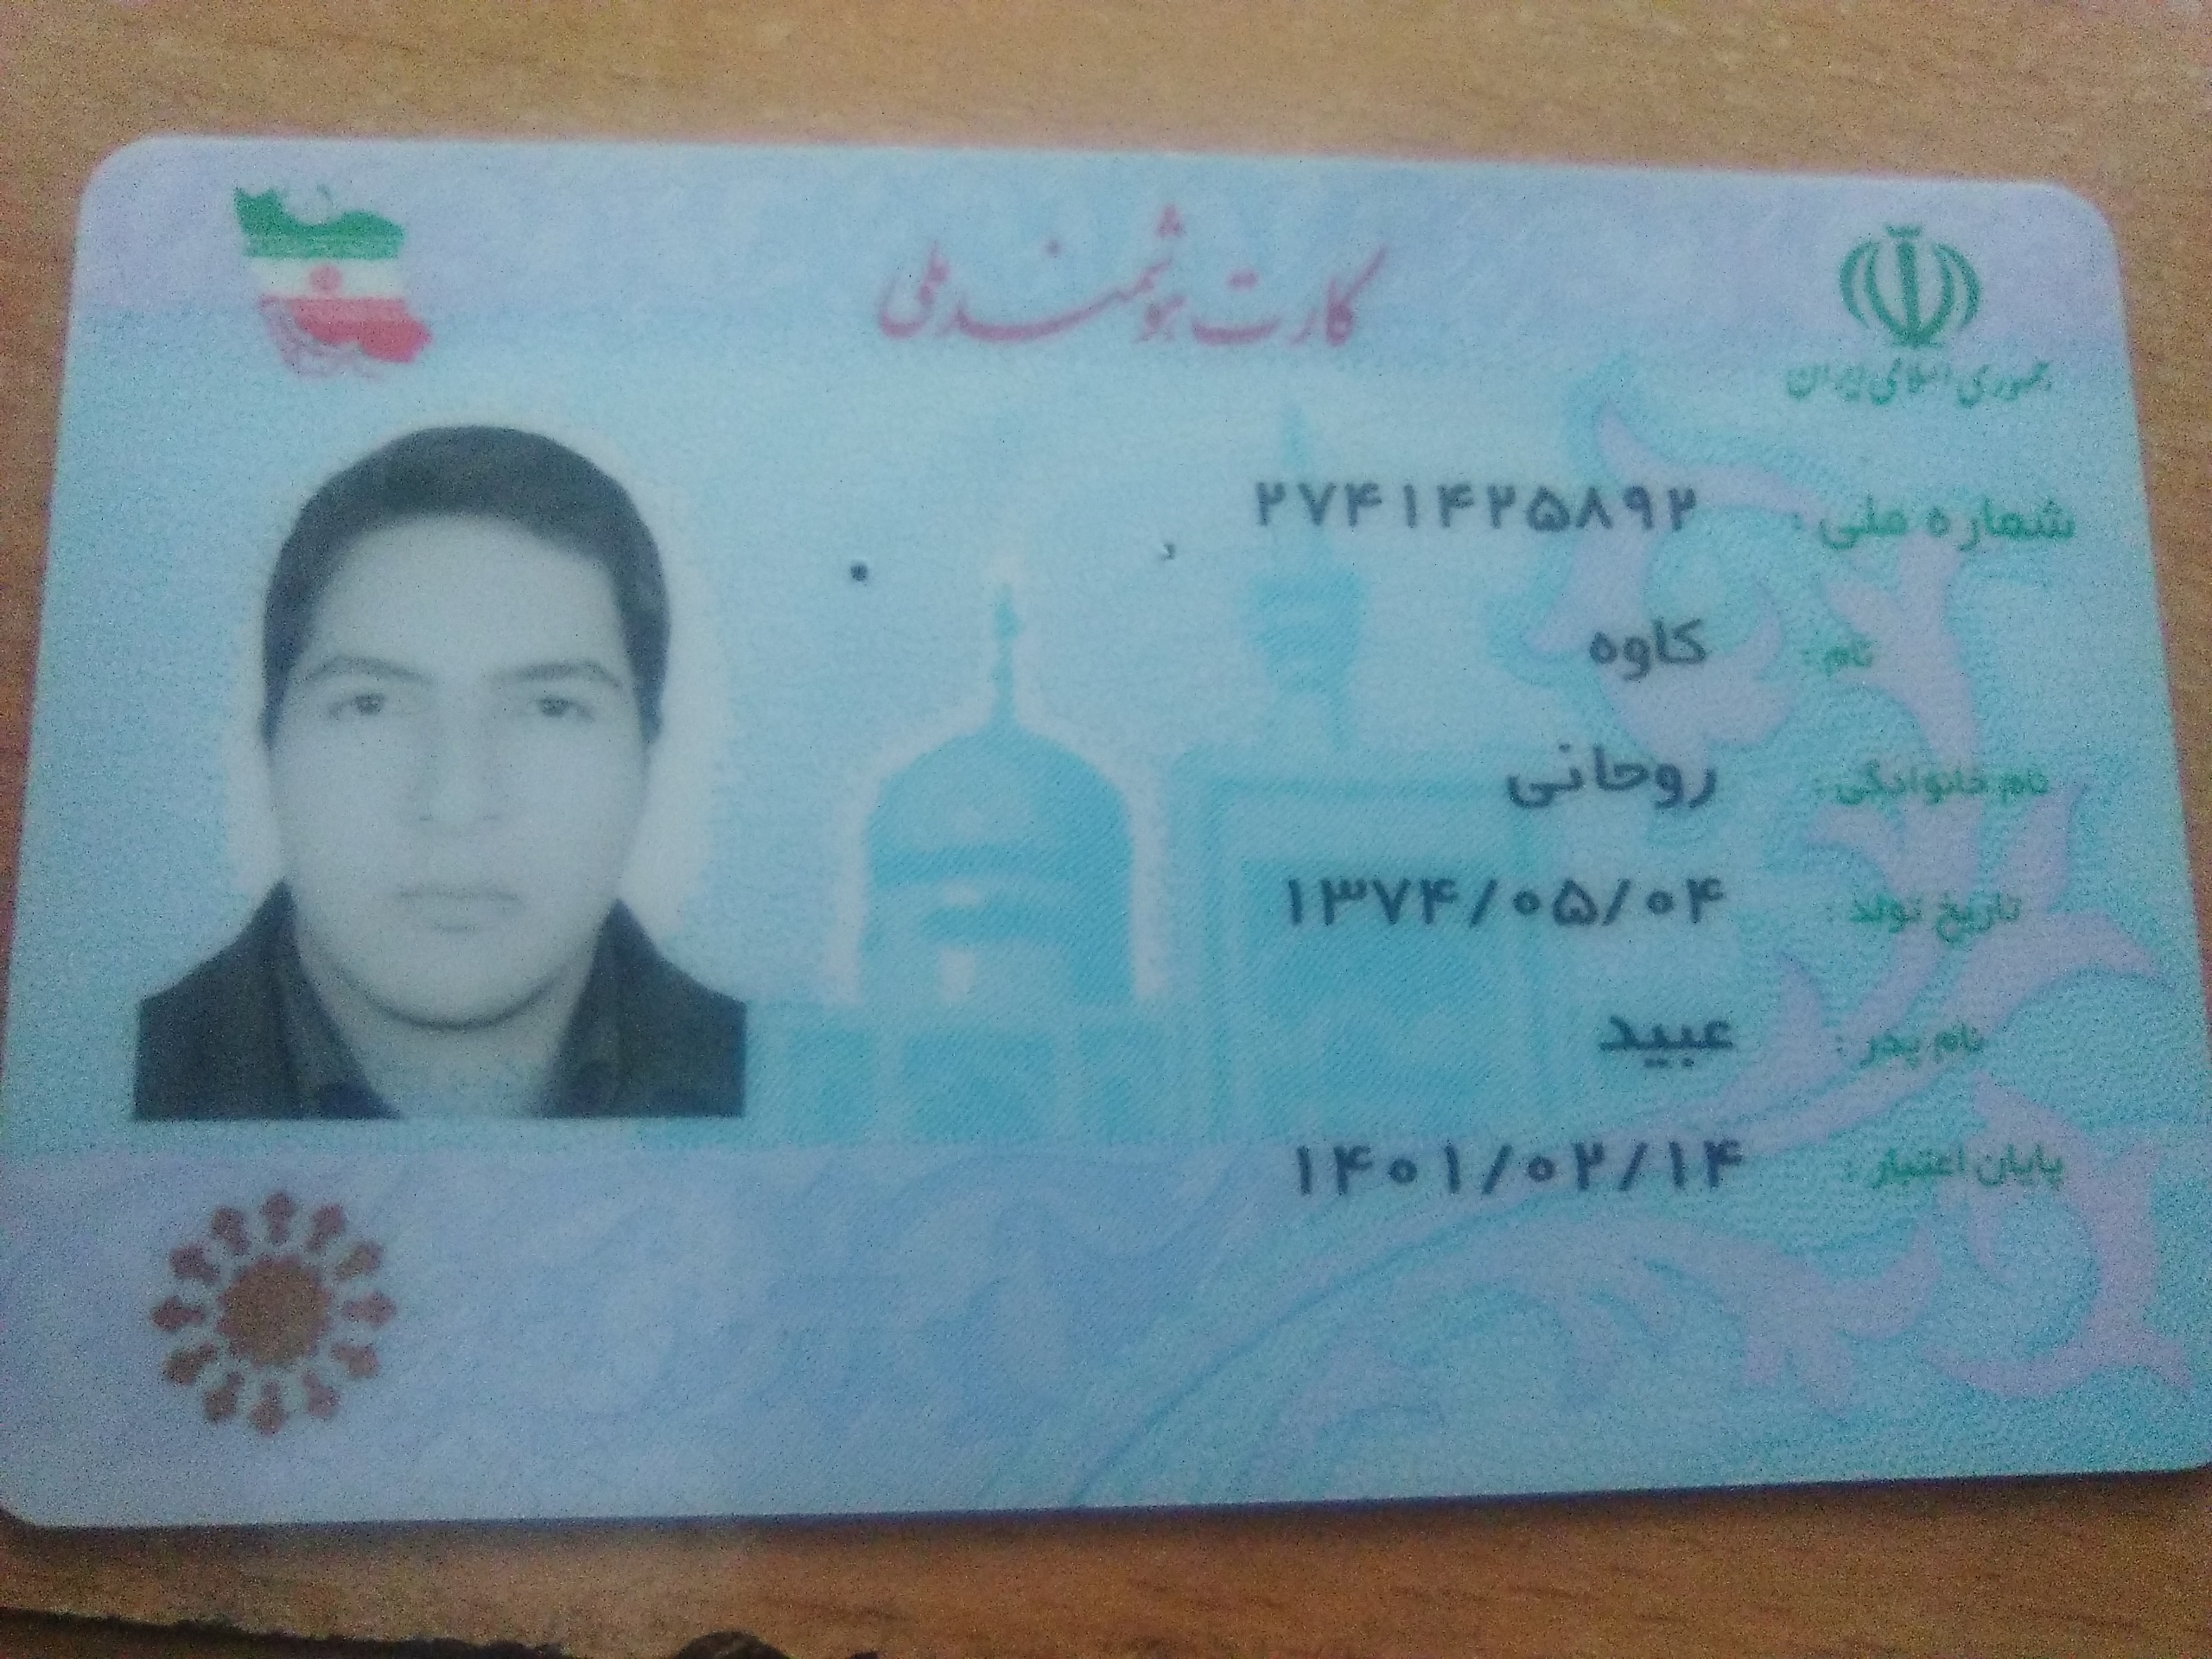 کارت هوشمند ملی
جمهوری اسلامی ایران
شماره ملی: ۲۷۴۱۴۲۵۸۹۲
نام: کاوه
نام خانوادگی: روحانی
تاریخ تولد: ۱۳۷۴/۰۵/۰۴
نام پدر: عبید
پایان اعتبار: ۱۴۰۱/۰۲/۱۴